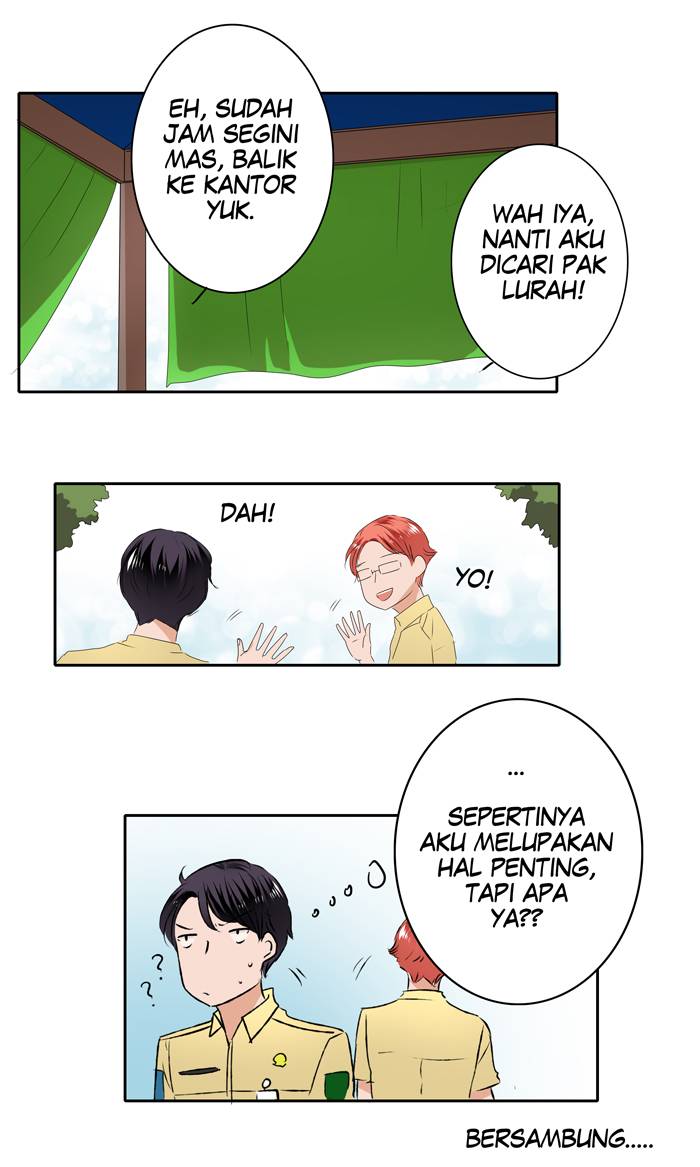 EH, SUDAH
JAM SEGINI
MAS, BALIK
KE KANTOR
YUK.
WAH IYA,
NANTI AKU
DICARI PAK
LURAH!
DAH!
YO!
...
SEPERTINYA
AKU MELUPAKAN
HAL PENTING,
TAPI APA
YA??
???
BERSAMBUNG.....